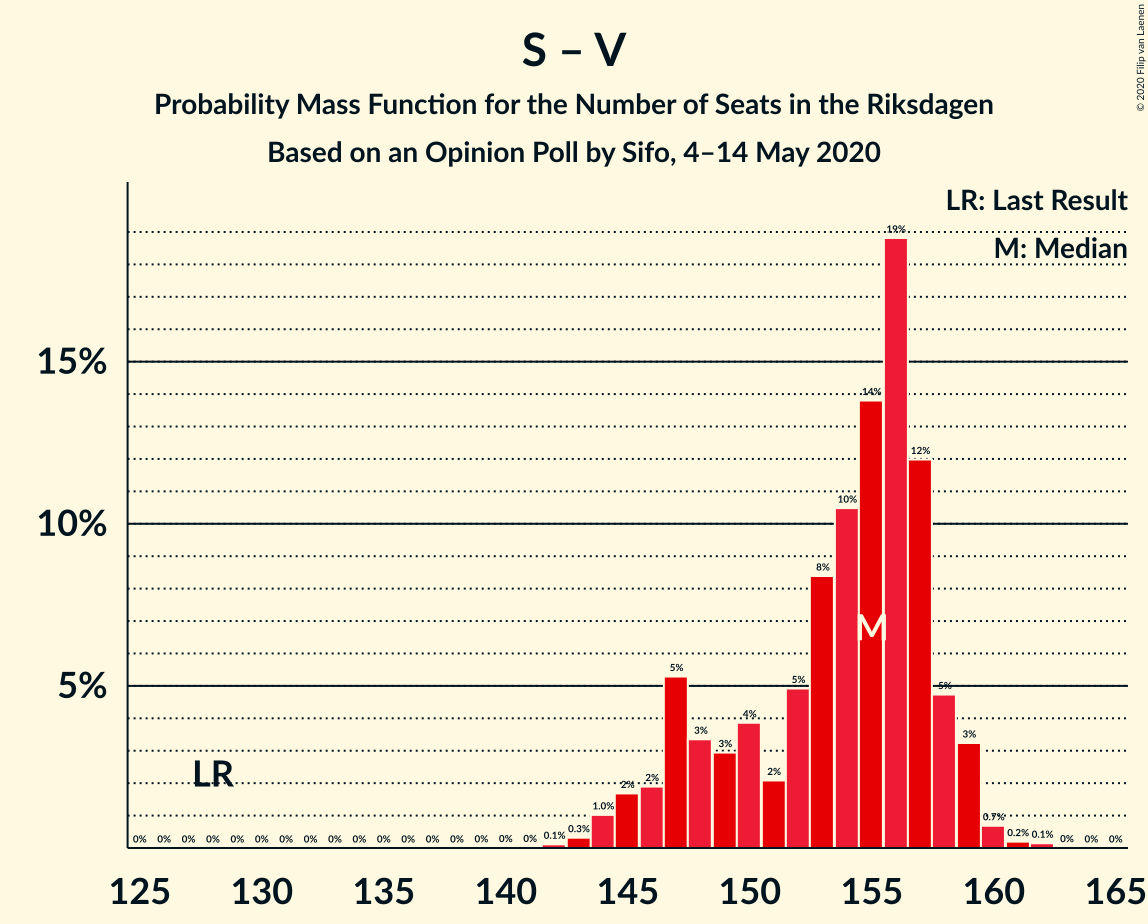 S – V
Probability Mass Function for the Number of Seats in the Riksdagen
Based on an Opinion Poll by Sifo, 4–14 May 2020
© 2020 Filip van Laenen
LR: Last Result
M: Median
15%
10%
5%
LR
M
0% 0% 0% 0% 0% 0% 0% 0% 0% 0% 0% 0% 0% 0% 0% 0% 0% 0.1% 0.3% 1.0% 2% 2% 5% 3% 3% 4% 2% 5% 8% 10% 14% 19% 12% 5% 3% 0.7% 0.2% 0.1% 0% 0% 0%
125 130 135 140 145 150 155 160 165